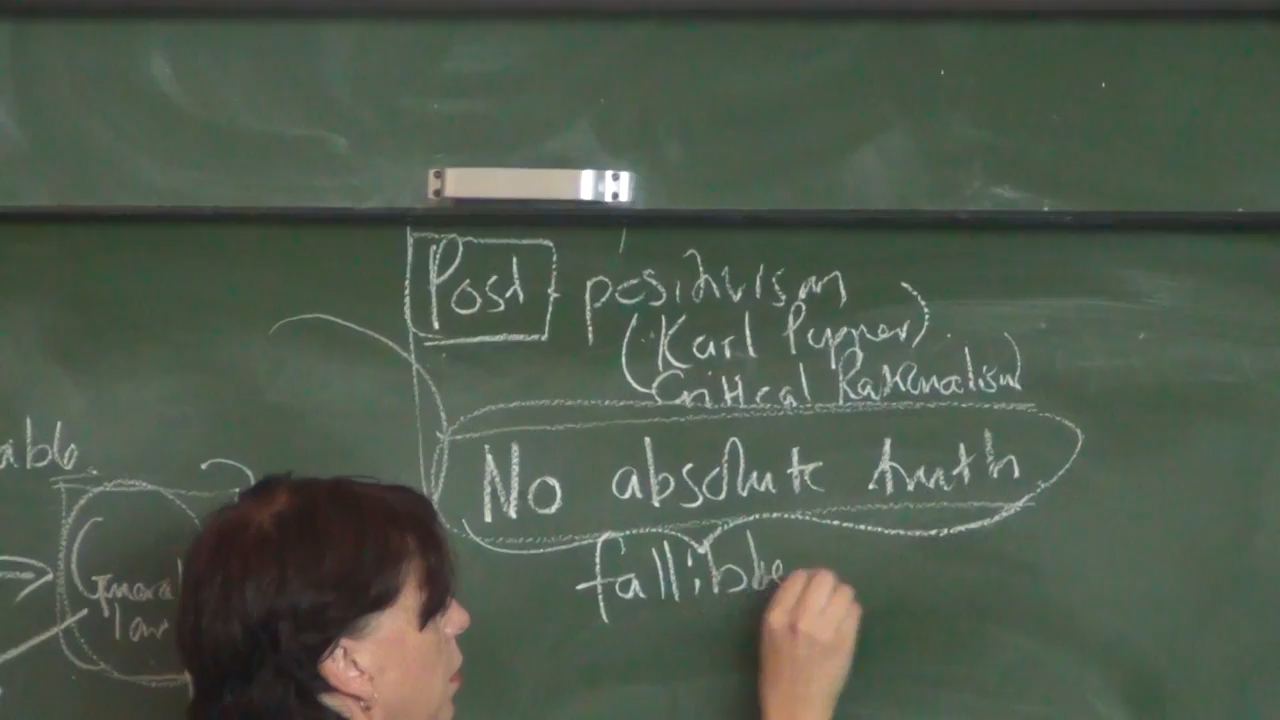 Post positivism
(Karl Popper)
Critical Rationalism)
No absolute truth
fallible
able
General
law